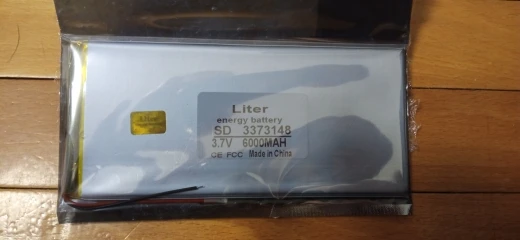 Liter
energy battery
SD 3373148
3.7V 6000MAH
CE FCC Made in China